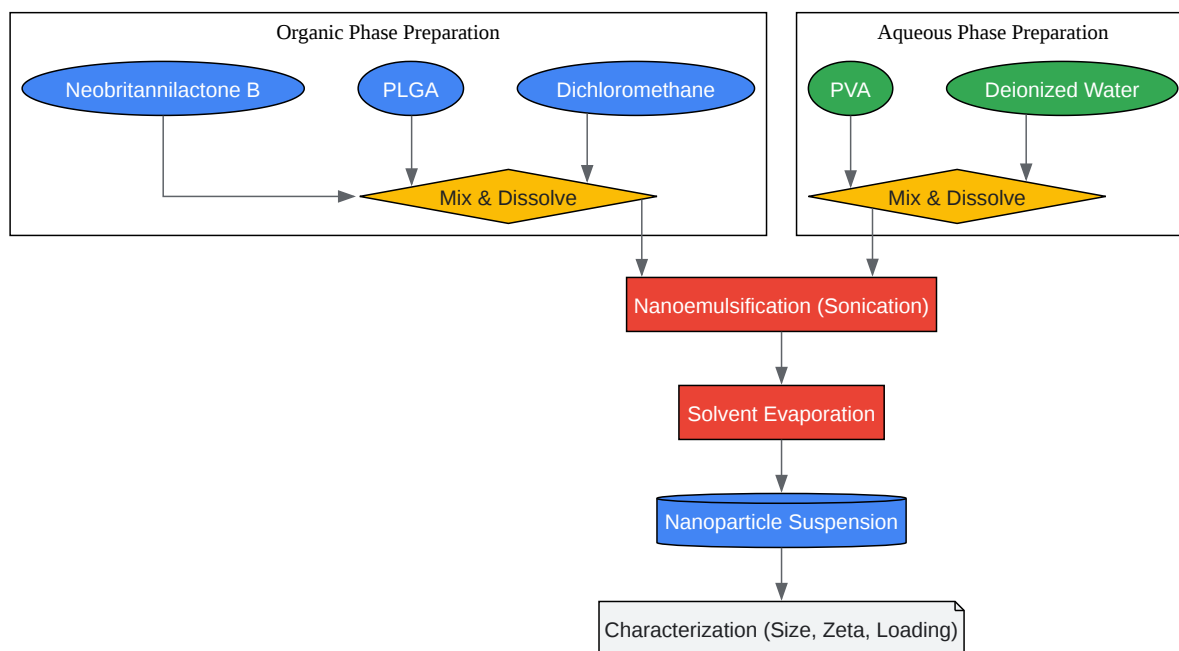 Organic Phase Preparation
Aqueous Phase Preparation
Neobritannilactone B
PLGA
Dichloromethane
PVA
Deionized Water
Mix & Dissolve
Mix & Dissolve
Nanoemulsification (Sonication)
Solvent Evaporation
Nanoparticle Suspension
Characterization (Size, Zeta, Loading)